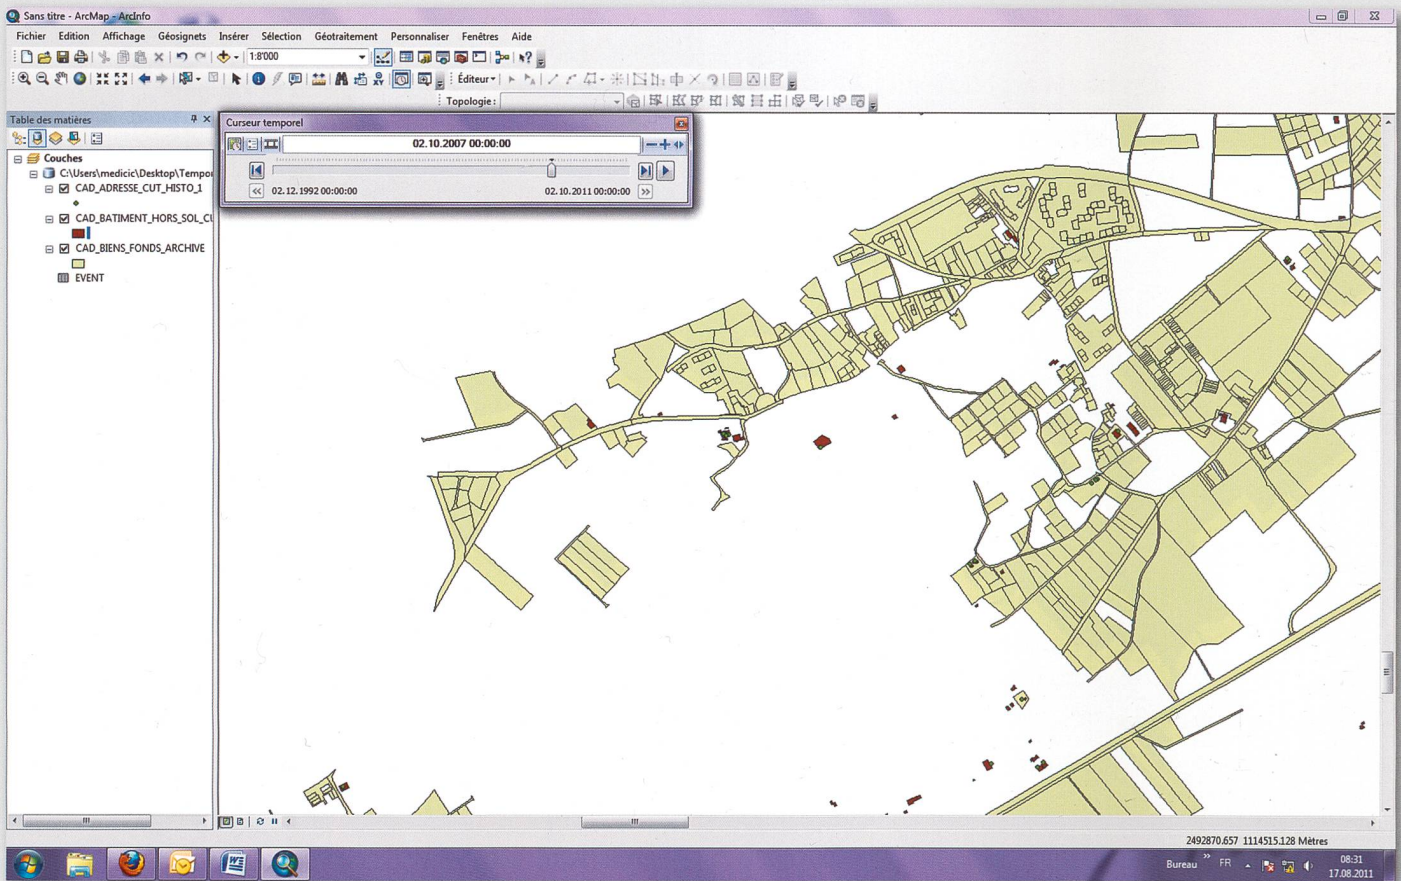 Sans titre - ArcMap - ArcInfo
Fichier Edition Affichage Géosignets Insérer Sélection Géotraitement Personnaliser Fenêtres Aide
1:8'000
Éditeur
Topologie :
Table des matières
Couches
C:\Users\medicic\Desktop\Tempo
CAD_ADRESSE_CUT_HISTO_1
CAD_BATIMENT_HORS_SOL_CU
CAD_BIENS_FONDS_ARCHIVE
EVENT
Curseur temporel
02.10.2007 00:00:00
02.12.1992 00:00:00
02.10.2011 00:00:00
2492870.657 1114515.128 Mètres
Bureau
FR
08:31
17.08.2011